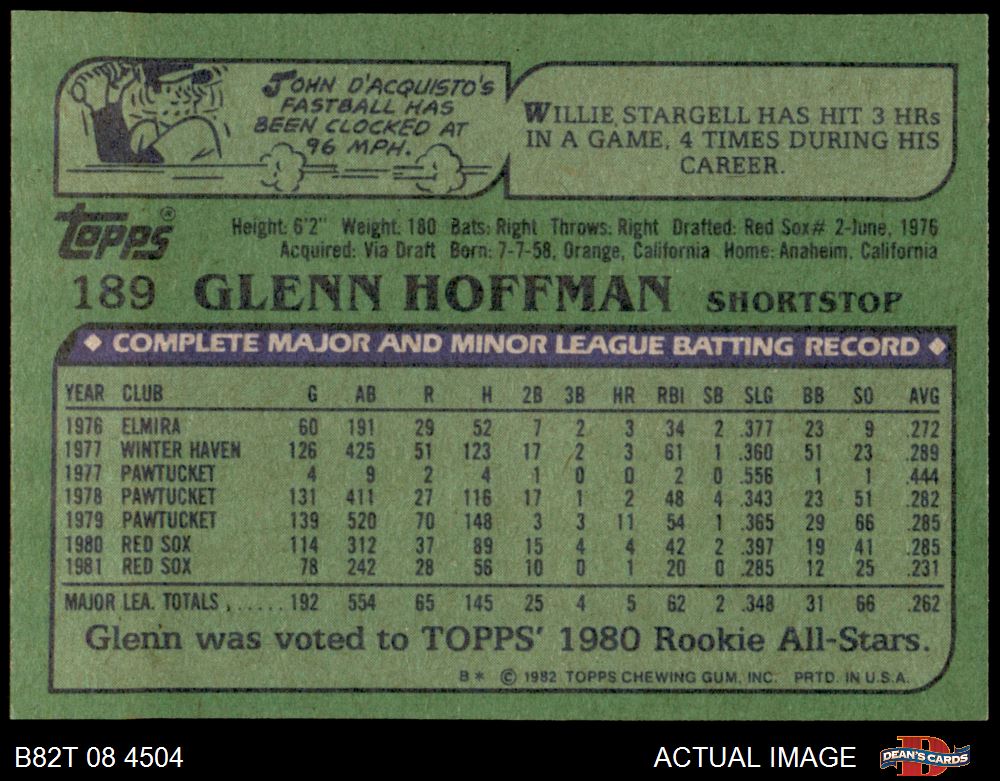 JOHN D'ACQUISTO'S
FASTBALL HAS
BEEN CLOCKED AT
96 MPH.
WILLIE STARGELL HAS HIT 3 HRs
IN A GAME, 4 TIMES DURING HIS
CAREER.
Topps ®
Height: 6'2" Weight: 180 Bats: Right Throws: Right Drafted: Red Sox# 2-June, 1976
Acquired: Via Draft Born: 7-7-58, Orange, California Home: Anaheim, California
189 GLENN HOFFMAN SHORTSTOP
◆ COMPLETE MAJOR AND MINOR LEAGUE BATTING RECORD ◆
YEAR CLUB G AB R H 2B 3B HR RBI SB SLG BB SO AVG
1976 ELMIRA 60 191 29 52 7 2 3 34 2 .377 23 9 .272
1977 WINTER HAVEN 126 425 51 123 17 2 3 61 1 .360 51 23 .289
1977 PAWTUCKET 4 9 2 4 1 0 0 2 0 .556 1 1 .444
1978 PAWTUCKET 131 411 27 116 17 1 2 48 4 .343 23 51 .282
1979 PAWTUCKET 139 520 70 148 3 3 11 54 1 .365 29 66 .285
1980 RED SOX 114 312 37 89 15 4 4 42 2 .397 19 41 .285
1981 RED SOX 78 242 28 56 10 0 1 20 0 .285 12 25 .231
MAJOR LEA. TOTALS ...... 192 554 65 145 25 4 5 62 2 .348 31 66 .262
Glenn was voted to TOPPS' 1980 Rookie All-Stars.
B* © 1982 TOPPS CHEWING GUM, INC. PRTD. IN U.S.A.
B82T 08 4504
ACTUAL IMAGE
DEAN'S CARDS